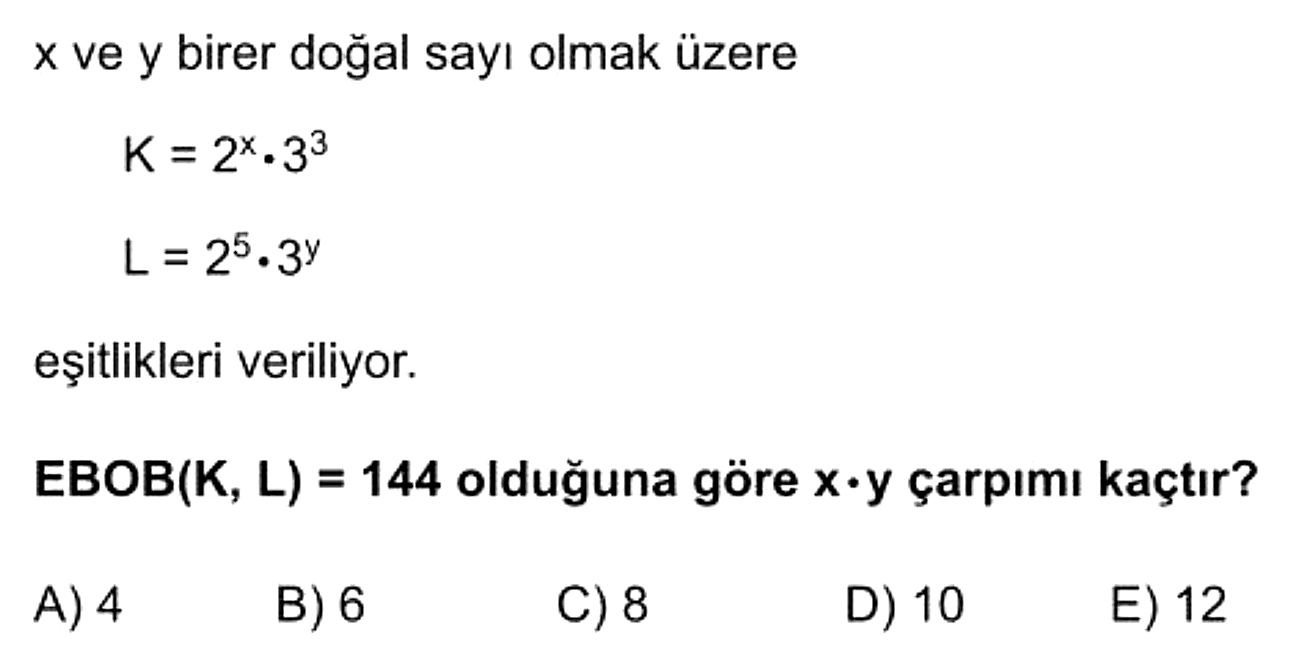 x ve y birer doğal sayı olmak üzere
K = 2ˣ·3³
L = 2⁵·3ʸ
eşitlikleri veriliyor.
EBOB(K, L) = 144 olduğuna göre x·y çarpımı kaçtır?
A) 4 B) 6 C) 8 D) 10 E) 12